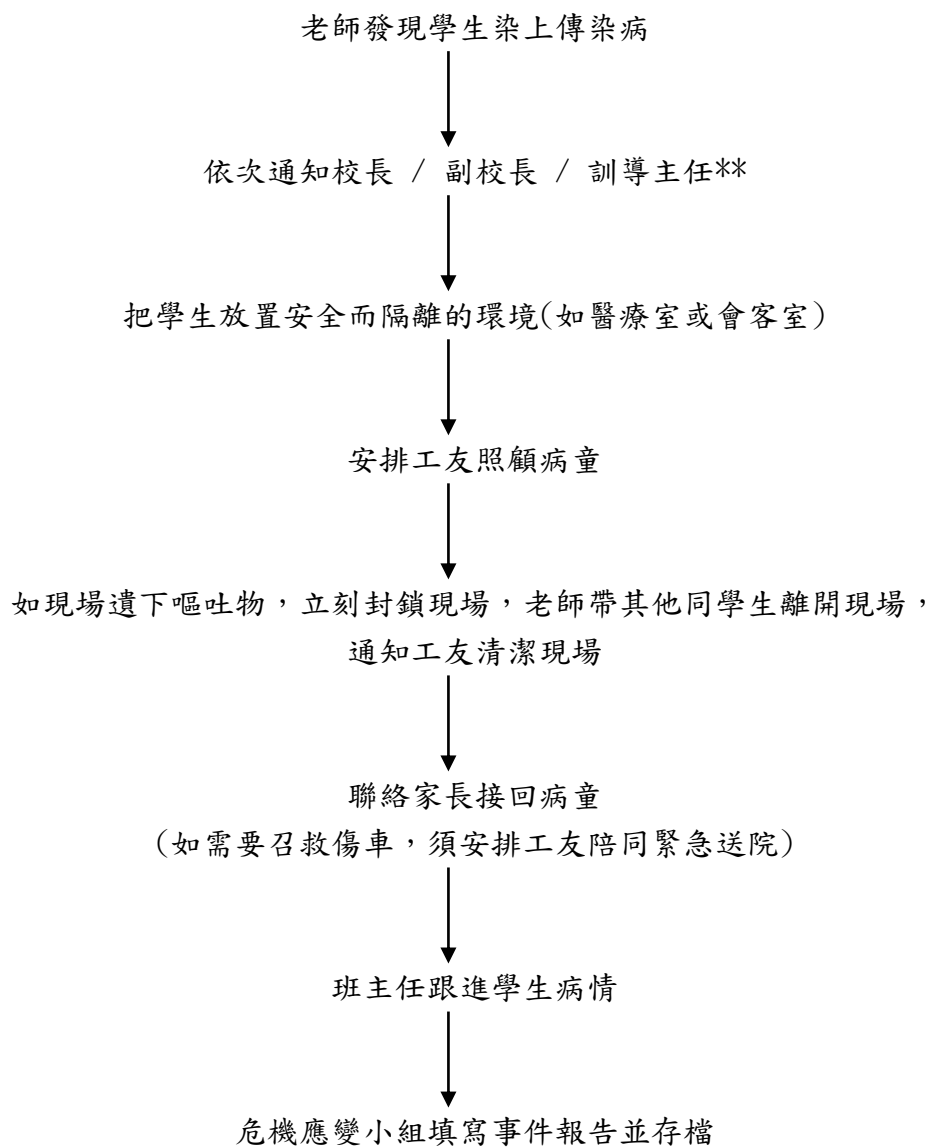 老師發現學生染上傳染病
依次通知校長 / 副校長 / 訓導主任**
把學生放置安全而隔離的環境(如醫療室或會客室)
安排工友照顧病童
如現場遺下嘔吐物，立刻封鎖現場，老師帶其他同學生離開現場，
通知工友清潔現場
聯絡家長接回病童
(如需要召救傷車，須安排工友陪同緊急送院)
班主任跟進學生病情
危機應變小組填寫事件報告並存檔